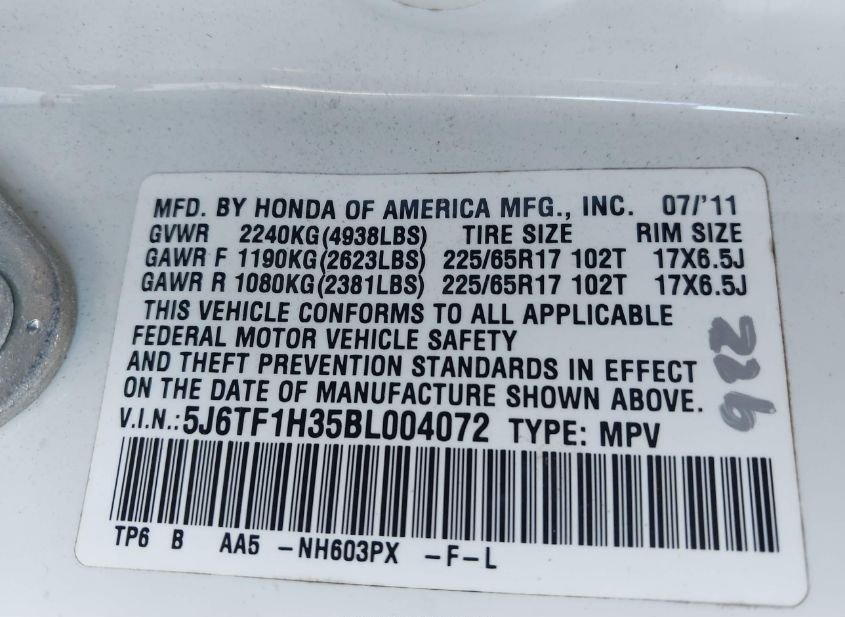 MFD. BY HONDA OF AMERICA MFG., INC. 07/'11
GVWR 2240KG(4938LBS) TIRE SIZE RIM SIZE
GAWR F 1190KG(2623LBS) 225/65R17 102T 17X6.5J
GAWR R 1080KG(2381LBS) 225/65R17 102T 17X6.5J
THIS VEHICLE CONFORMS TO ALL APPLICABLE
FEDERAL MOTOR VEHICLE SAFETY
AND THEFT PREVENTION STANDARDS IN EFFECT
ON THE DATE OF MANUFACTURE SHOWN ABOVE.
V.I.N.:5J6TF1H35BL004072 TYPE: MPV
TP6 B AA5 -NH603PX -F-L
226